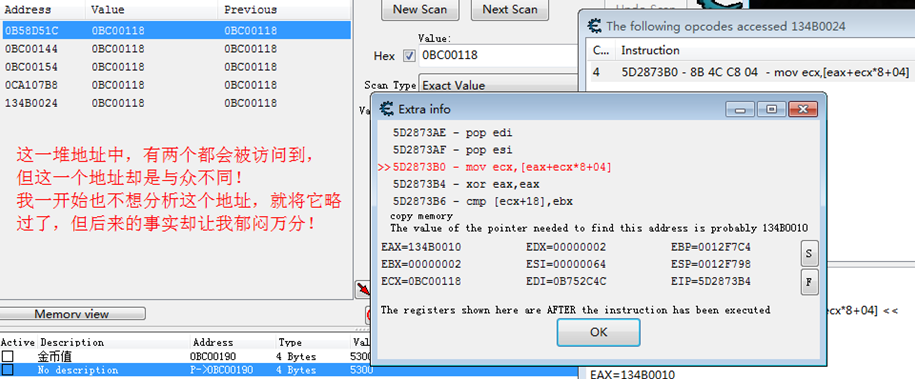 Address Value Previous
0B58D51C 0BC00118 0BC00118
0BC00144 0BC00118 0BC00118
0BC00154 0BC00118 0BC00118
0CA107B8 0BC00118 0BC00118
134B0024 0BC00118 0BC00118
这一堆地址中，有两个都会被访问到，
但这一个地址却是与众不同！
我一开始也不想分析这个地址，就将它略
过了，但后来的事实却让我郁闷万分！
New Scan Next Scan
Value:
Hex 0BC00118
Scan Type Exact Value
The following opcodes accessed 134B0024
C... Instruction
4 5D2873B0 - 8B 4C C8 04 - mov ecx,[eax+ecx*8+04]
Extra info
5D2873AE - pop edi
5D2873AF - pop esi
>>5D2873B0 - mov ecx,[eax+ecx*8+04]
5D2873B4 - xor eax,eax
5D2873B6 - cmp [ecx+18],ebx
copy memory
The value of the pointer needed to find this address is probably 134B0010
EAX=134B0010 EDX=00000002 EBP=0012F7C4
EBX=00000002 ESI=00000064 ESP=0012F798
ECX=0BC00118 EDI=0B752C4C EIP=5D2873B4
S
F
The registers shown here are AFTER the instruction has been executed
OK
Memory view
Active Description Address Type Val
金币值 0BC00190 4 Bytes 5300
No description P->0BC00190 4 Bytes 5300
ecx*8+04] <<
EAX=134B0010